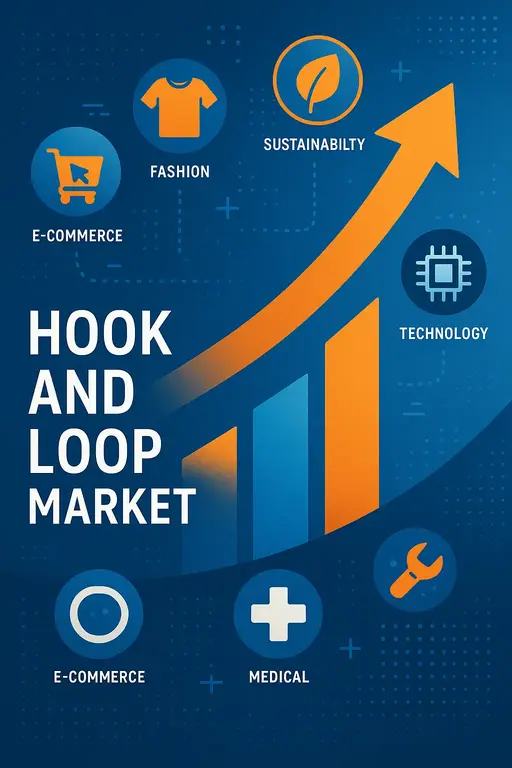 SUSTAINABILTY
FASHION
E-COMMERCE
TECHNOLOGY
HOOK
AND
LOOP
MARKET
E-COMMERCE
MEDICAL